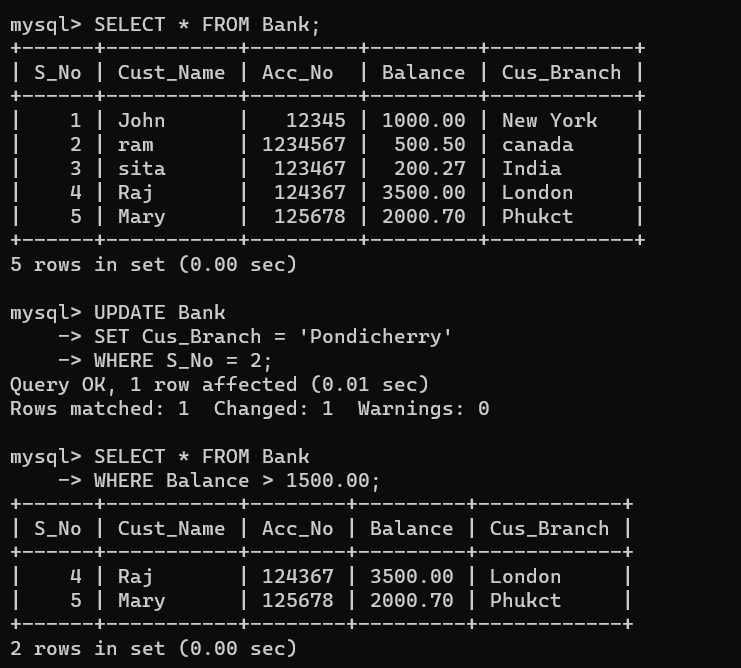 mysql> SELECT * FROM Bank;
+------+-----------+---------+---------+------------+
| S_No | Cust_Name | Acc_No  | Balance | Cus_Branch |
+------+-----------+---------+---------+------------+
|    1 | John      |   12345 | 1000.00 | New York   |
|    2 | ram       | 1234567 |  500.50 | canada     |
|    3 | sita      |  123467 |  200.27 | India      |
|    4 | Raj       |  124367 | 3500.00 | London     |
|    5 | Mary      |  125678 | 2000.70 | Phukct     |
+------+-----------+---------+---------+------------+
5 rows in set (0.00 sec)

mysql> UPDATE Bank
    -> SET Cus_Branch = 'Pondicherry'
    -> WHERE S_No = 2;
Query OK, 1 row affected (0.01 sec)
Rows matched: 1  Changed: 1  Warnings: 0

mysql> SELECT * FROM Bank
    -> WHERE Balance > 1500.00;
+------+-----------+--------+---------+------------+
| S_No | Cust_Name | Acc_No | Balance | Cus_Branch |
+------+-----------+--------+---------+------------+
|    4 | Raj       | 124367 | 3500.00 | London     |
|    5 | Mary      | 125678 | 2000.70 | Phukct     |
+------+-----------+--------+---------+------------+
2 rows in set (0.00 sec)